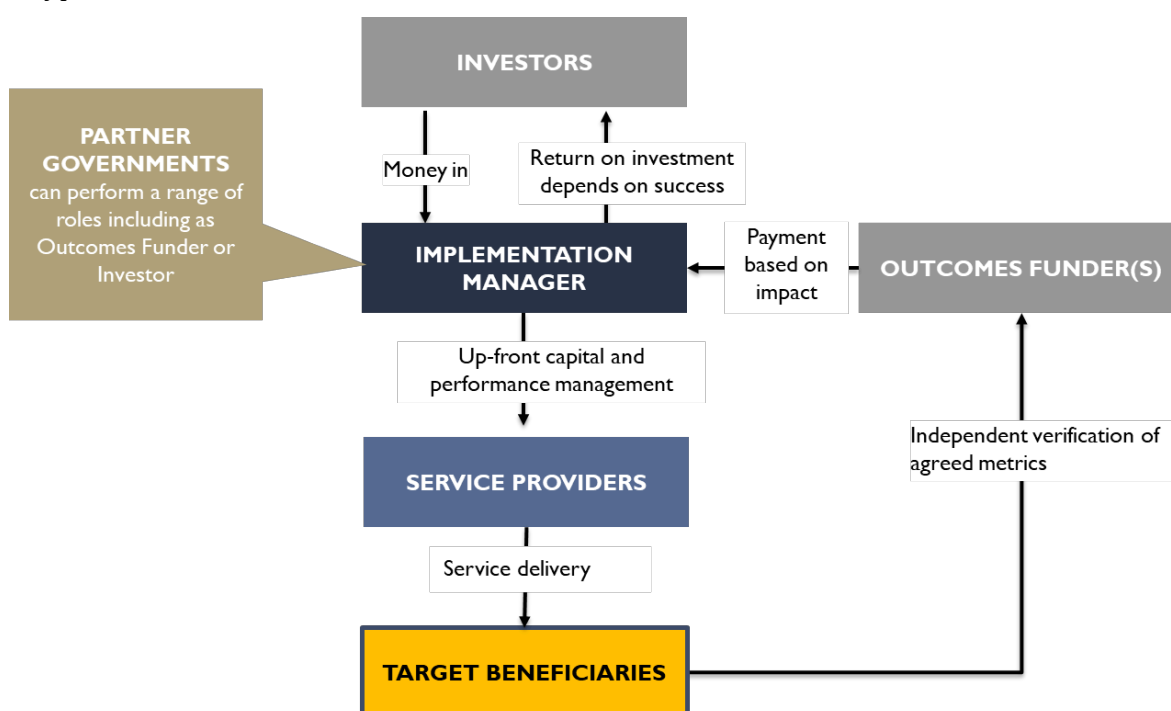 INVESTORS
PARTNER
GOVERNMENTS
can perform a range of
roles including as
Outcomes Funder or
Investor
Money in
Return on investment
depends on success
IMPLEMENTATION
MANAGER
Payment
based on
impact
OUTCOMES FUNDER(S)
Up-front capital and
performance management
Independent verification of
agreed metrics
SERVICE PROVIDERS
Service delivery
TARGET BENEFICIARIES